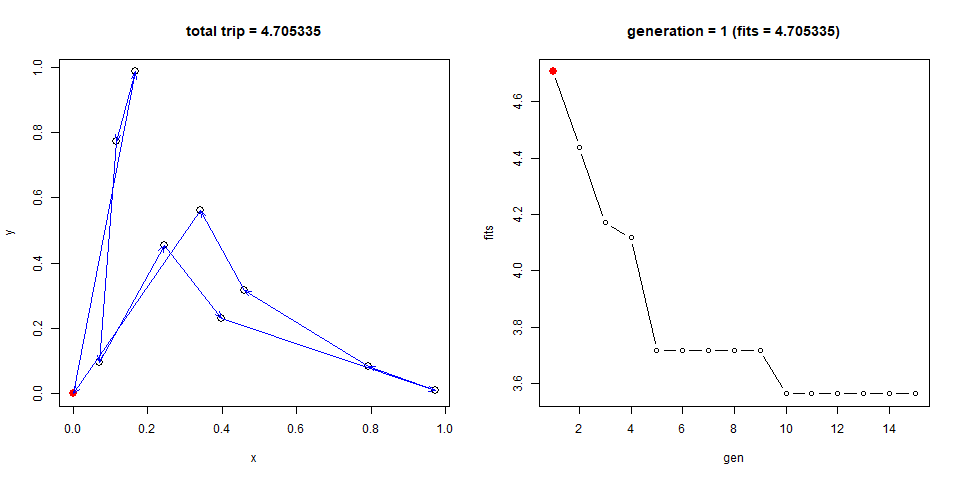 total trip = 4.705335
y
1.0
0.8
0.6
0.4
0.2
0.0
0.0 0.2 0.4 0.6 0.8 1.0
x
generation = 1 (fits = 4.705335)
fits
4.6
4.4
4.2
4.0
3.8
3.6
2 4 6 8 10 12 14
gen